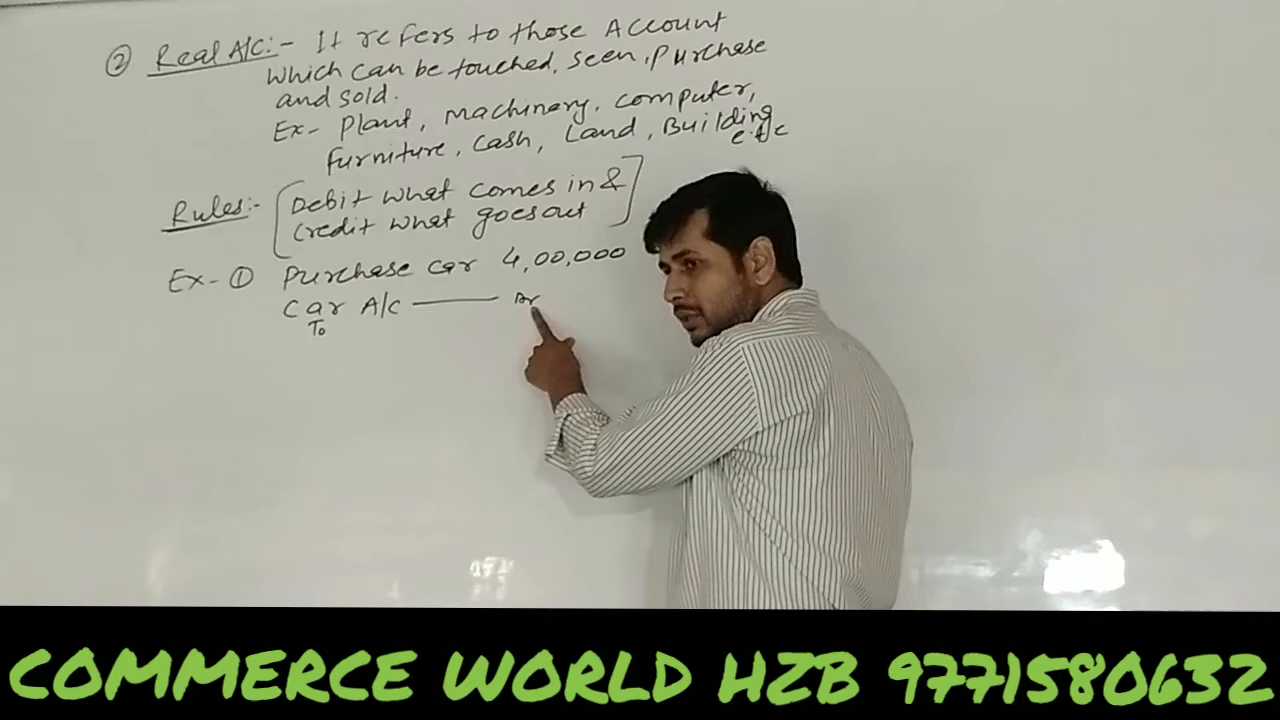 ② Real A/c:- It refers to those Account
which can be touched, seen, purchase
and sold.
Ex- Plant, Machinery, computer,
furniture, cash, Land, Building
e.t.c
Rules:- [Debit what comes in &
credit what goes out]
Ex- ① Purchase car 4,00,000
car A/c ——— Dr
To
COMMERCE WORLD HZB 9771580632